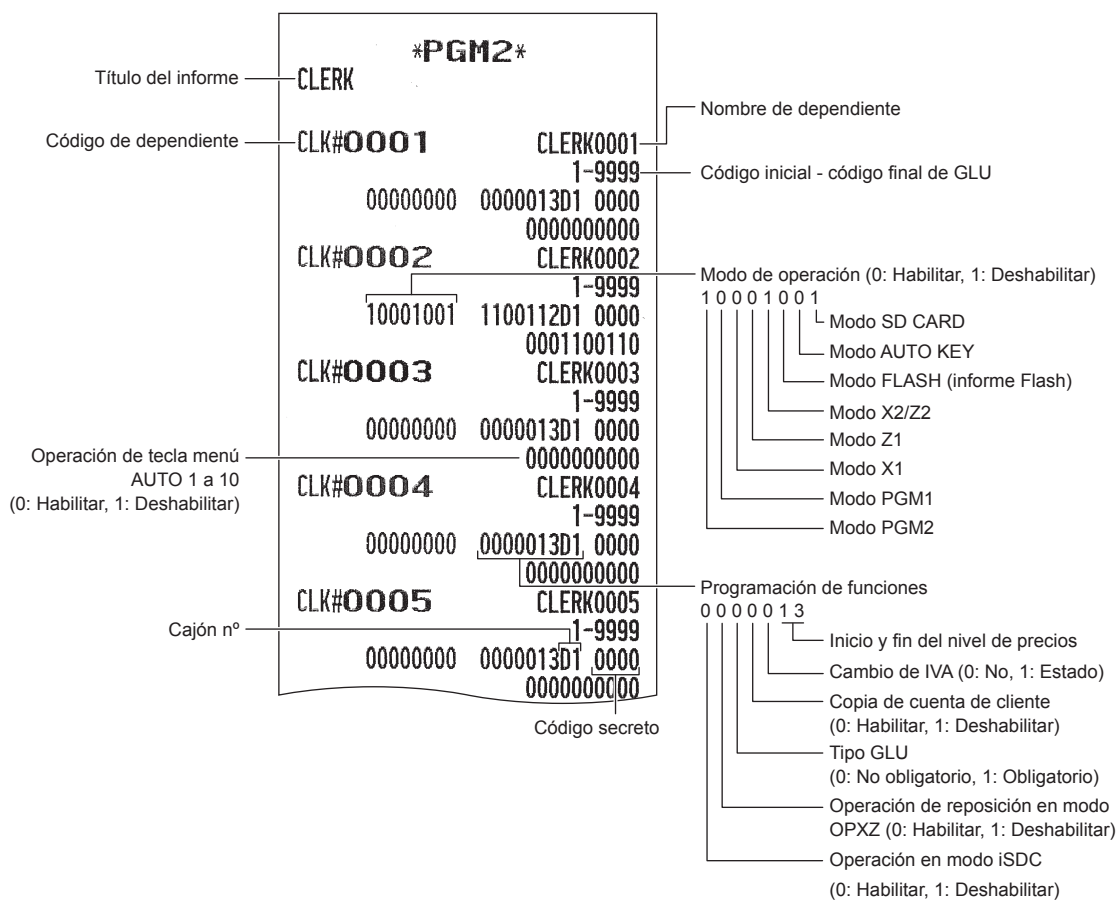 *PGM2*
Título del informe
CLERK
Nombre de dependiente
Código de dependiente
CLK#0001 CLERK0001
1-9999
Código inicial - código final de GLU
00000000 0000013D1 0000
0000000000
CLK#0002 CLERK0002
1-9999
10001001 1100112D1 0000
0001100110
CLK#0003 CLERK0003
1-9999
00000000 0000013D1 0000
0000000000
Operación de tecla menú
AUTO 1 a 10
(0: Habilitar, 1: Deshabilitar)
CLK#0004 CLERK0004
1-9999
00000000 0000013D1 0000
0000000000
CLK#0005 CLERK0005
1-9999
Cajón nº
00000000 0000013D1 0000
0000000000
Código secreto
Modo de operación (0: Habilitar, 1: Deshabilitar)
1 0 0 0 1 0 0 1
Modo SD CARD
Modo AUTO KEY
Modo FLASH (informe Flash)
Modo X2/Z2
Modo Z1
Modo X1
Modo PGM1
Modo PGM2
Programación de funciones
0 0 0 0 0 1 3
Inicio y fin del nivel de precios
Cambio de IVA (0: No, 1: Estado)
Copia de cuenta de cliente
(0: Habilitar, 1: Deshabilitar)
Tipo GLU
(0: No obligatorio, 1: Obligatorio)
Operación de reposición en modo
OPXZ (0: Habilitar, 1: Deshabilitar)
Operación en modo iSDC
(0: Habilitar, 1: Deshabilitar)